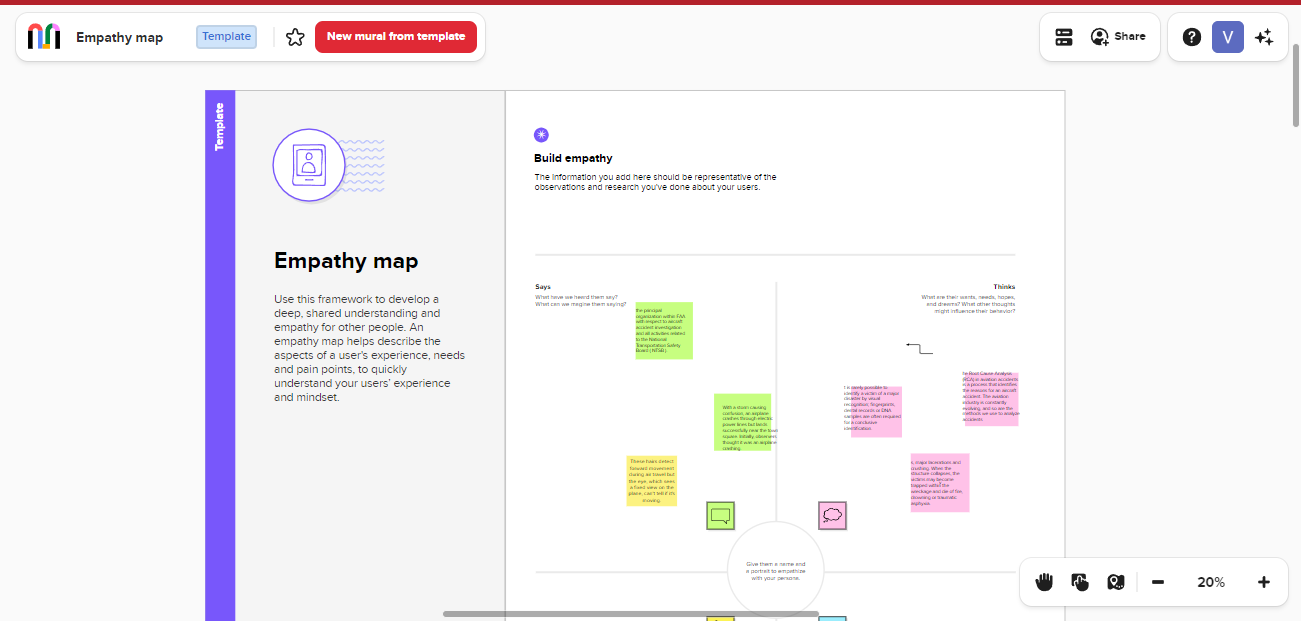 Empathy map
Template
New mural from template
Share
?
V
Template
Build empathy
The information you add here should be representative of the
observations and research you've done about your users.
Empathy map
Use this framework to develop a
deep, shared understanding and
empathy for other people. An
empathy map helps describe the
aspects of a user's experience, needs
and pain points, to quickly
understand your users' experience
and mindset.
Says
What have we heard them say?
What can we imagine them saying?
the principal
organization within FAA
with respect to aircraft
accident investigation
and all activities related
to the National
Transportation Safety
Board ( NTSB ).
With a storm causing
confusion, an airplane
crashes through electric
power lines but lands
successfully near the town
square. Initially, observers
thought it was an airplane
crashing.
These hairs detect
forward movement
during air travel but
the eye, which sees
a fixed view on the
plane, can't tell it's
moving.
Thinks
What are their wants, needs, hopes,
and dreams? What other thoughts
might influence their behavior?
t is rarely possible to
identify a victim of a major
disaster by visual
recognition; fingerprints,
dental records or DNA
samples are often required
for a conclusive
identification.
he Root Cause Analysis
(RCA) in aviation accidents
is a process that identifies
the reasons for an aircraft
accident. The aviation
industry is constantly
evolving, and so are the
methods we use to analyze
accidents
s, major lacerations and
crushing. When the
structure collapses, the
victims may become
trapped within the
wreckage and die of fire,
drowning or traumatic
asphyxia.
Give them a name and
a portrait to empathize
with your persona.
20%